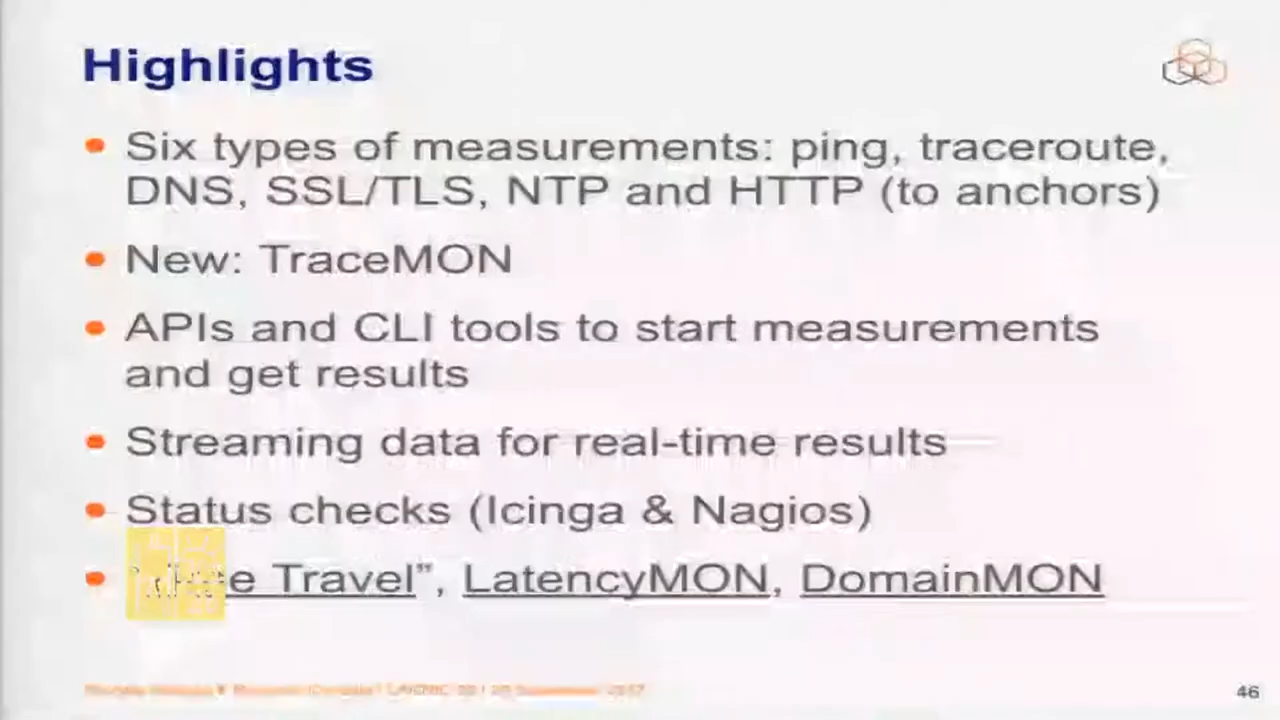 Highlights
• Six types of measurements: ping, traceroute,
DNS, SSL/TLS, NTP and HTTP (to anchors)
• New: TraceMON
• APIs and CLI tools to start measurements
and get results
• Streaming data for real-time results
• Status checks (Icinga & Nagios)
• Travel”, LatencyMON, DomainMON
46